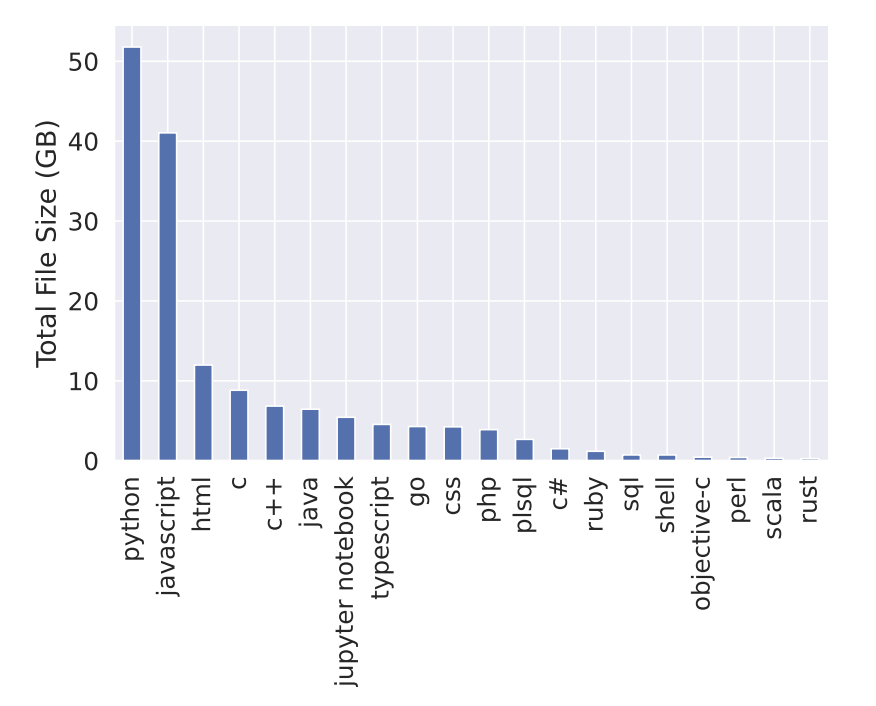 Total File Size (GB)
50
40
30
20
10
0
python
javascript
html
c
c++
java
jupyter notebook
typescript
go
css
php
plsql
c#
ruby
sql
shell
objective-c
perl
scala
rust